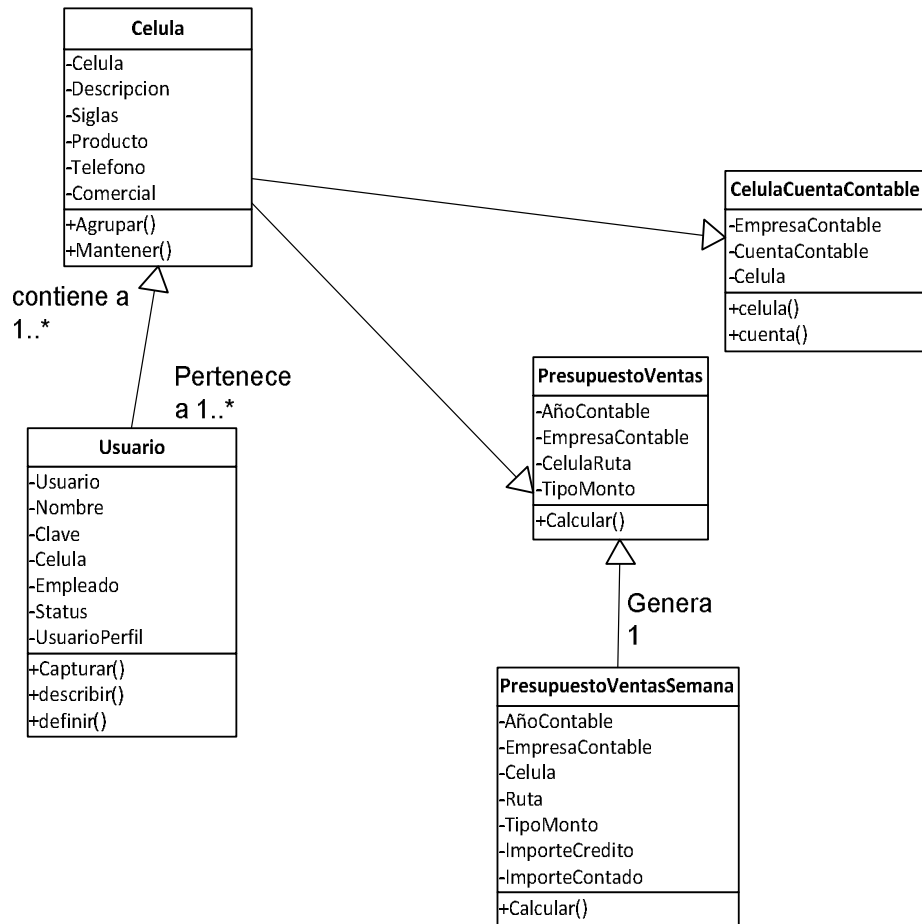 Celula
-Celula
-Descripcion
-Siglas
-Producto
-Telefono
-Comercial
+Agrupar()
+Mantener()
CelulaCuentaContable
-EmpresaContable
-CuentaContable
-Celula
+celula()
+cuenta()
contiene a
1..*
Pertenece
a 1..*
PresupuestoVentas
-AñoContable
-EmpresaContable
-CelulaRuta
-TipoMonto
+Calcular()
Usuario
-Usuario
-Nombre
-Clave
-Celula
-Empleado
-Status
-UsuarioPerfil
+Capturar()
+describir()
+definir()
Genera
1
PresupuestoVentasSemana
-AñoContable
-EmpresaContable
-Celula
-Ruta
-TipoMonto
-ImporteCredito
-ImporteContado
+Calcular()